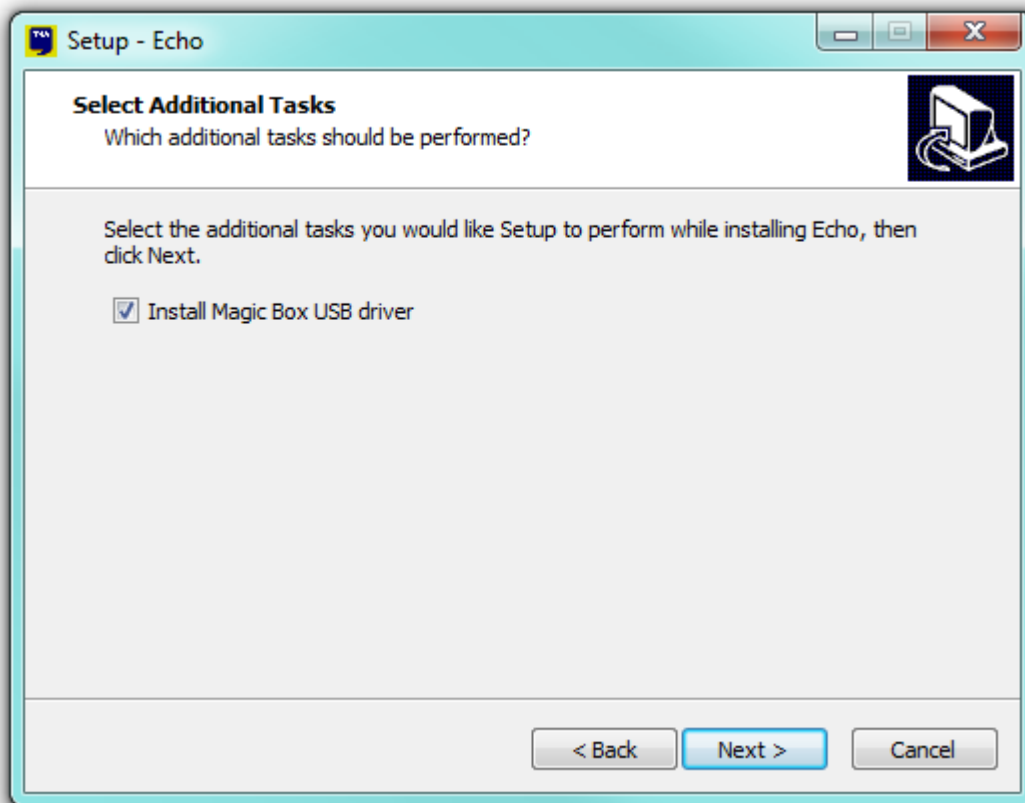 Setup - Echo
Select Additional Tasks
Which additional tasks should be performed?
Select the additional tasks you would like Setup to perform while installing Echo, then
click Next.
Install Magic Box USB driver
< Back
Next >
Cancel